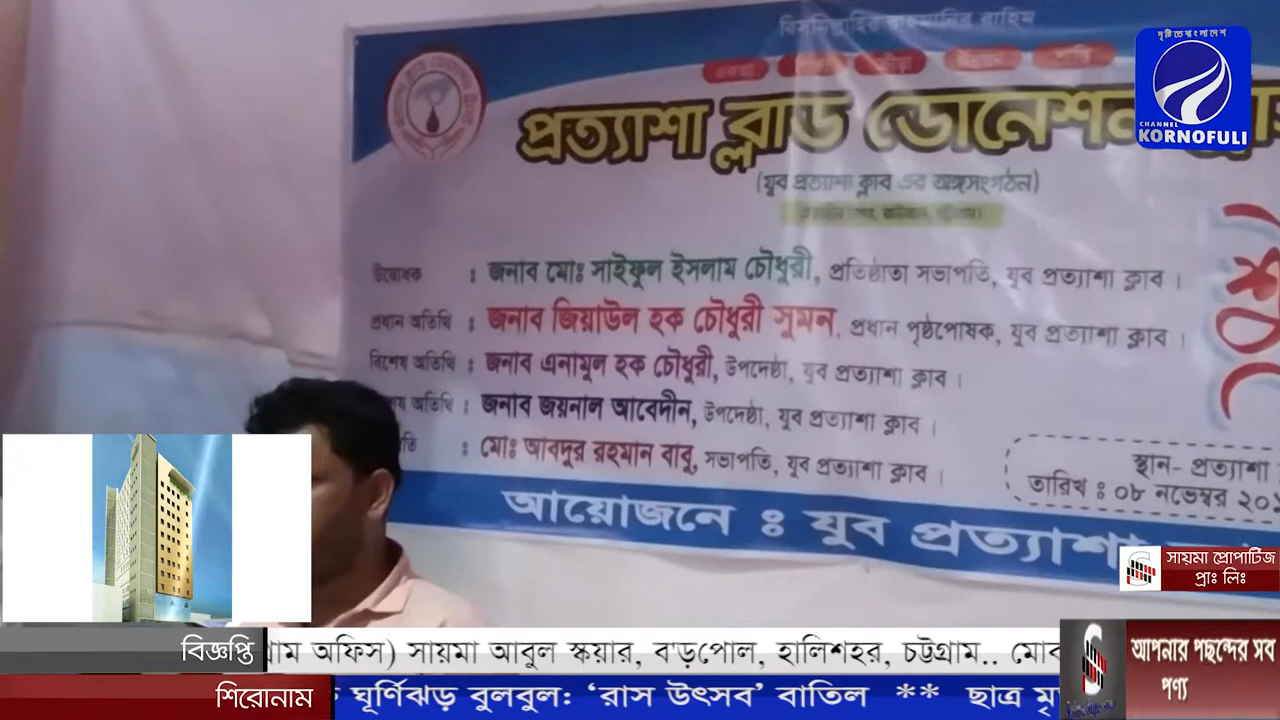 বিসমিল্লাহির রাহমানির রাহিম
প্রত্যাশা ব্লাড ডোনেশন
(যুব প্রত্যাশা ক্লাব এর অঙ্গসংগঠন)
উদ্বোধক : জনাব মোঃ সাইফুল ইসলাম চৌধুরী, প্রতিষ্ঠাতা সভাপতি, যুব প্রত্যাশা ক্লাব।
প্রধান অতিথি : জনাব জিয়াউল হক চৌধুরী সুমন, প্রধান পৃষ্ঠপোষক, যুব প্রত্যাশা ক্লাব।
বিশেষ অতিথি : জনাব এনামুল হক চৌধুরী, উপদেষ্ঠা, যুব প্রত্যাশা ক্লাব।
অতিথি : জনাব জয়নাল আবেদীন, উপদেষ্ঠা, যুব প্রত্যাশা ক্লাব।
: মোঃ আবদুর রহমান বাবু, সভাপতি, যুব প্রত্যাশা ক্লাব।
স্থান- প্রত্যাশা
তারিখ : ০৮ নভেম্বর ২০
আয়োজনে : যুব প্রত্যাশা
দৃষ্টিতে বাংলাদেশ
CHANNEL
KORNOFULI
সায়মা প্রোপার্টিজ
প্রাঃ লিঃ
বিজ্ঞপ্তি
অফিস) সায়মা আবুল স্কয়ার, ব'ড়পোল, হালিশহর, চট্টগ্রাম.. মোব
আপনার পছন্দের সব
পণ্য
শিরোনাম
ঘূর্ণিঝড় বুলবুল: ‘রাস উৎসব’ বাতিল ** ছাত্র মৃ